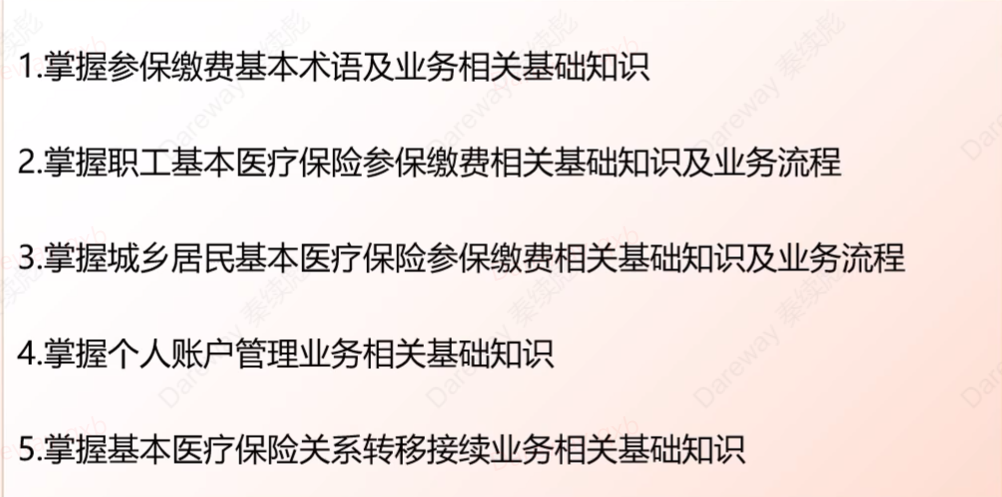 1.掌握参保缴费基本术语及业务相关基础知识
2.掌握职工基本医疗保险参保缴费相关基础知识及业务流程
3.掌握城乡居民基本医疗保险参保缴费相关基础知识及业务流程
4.掌握个人账户管理业务相关基础知识
5.掌握基本医疗保险关系转移接续业务相关基础知识